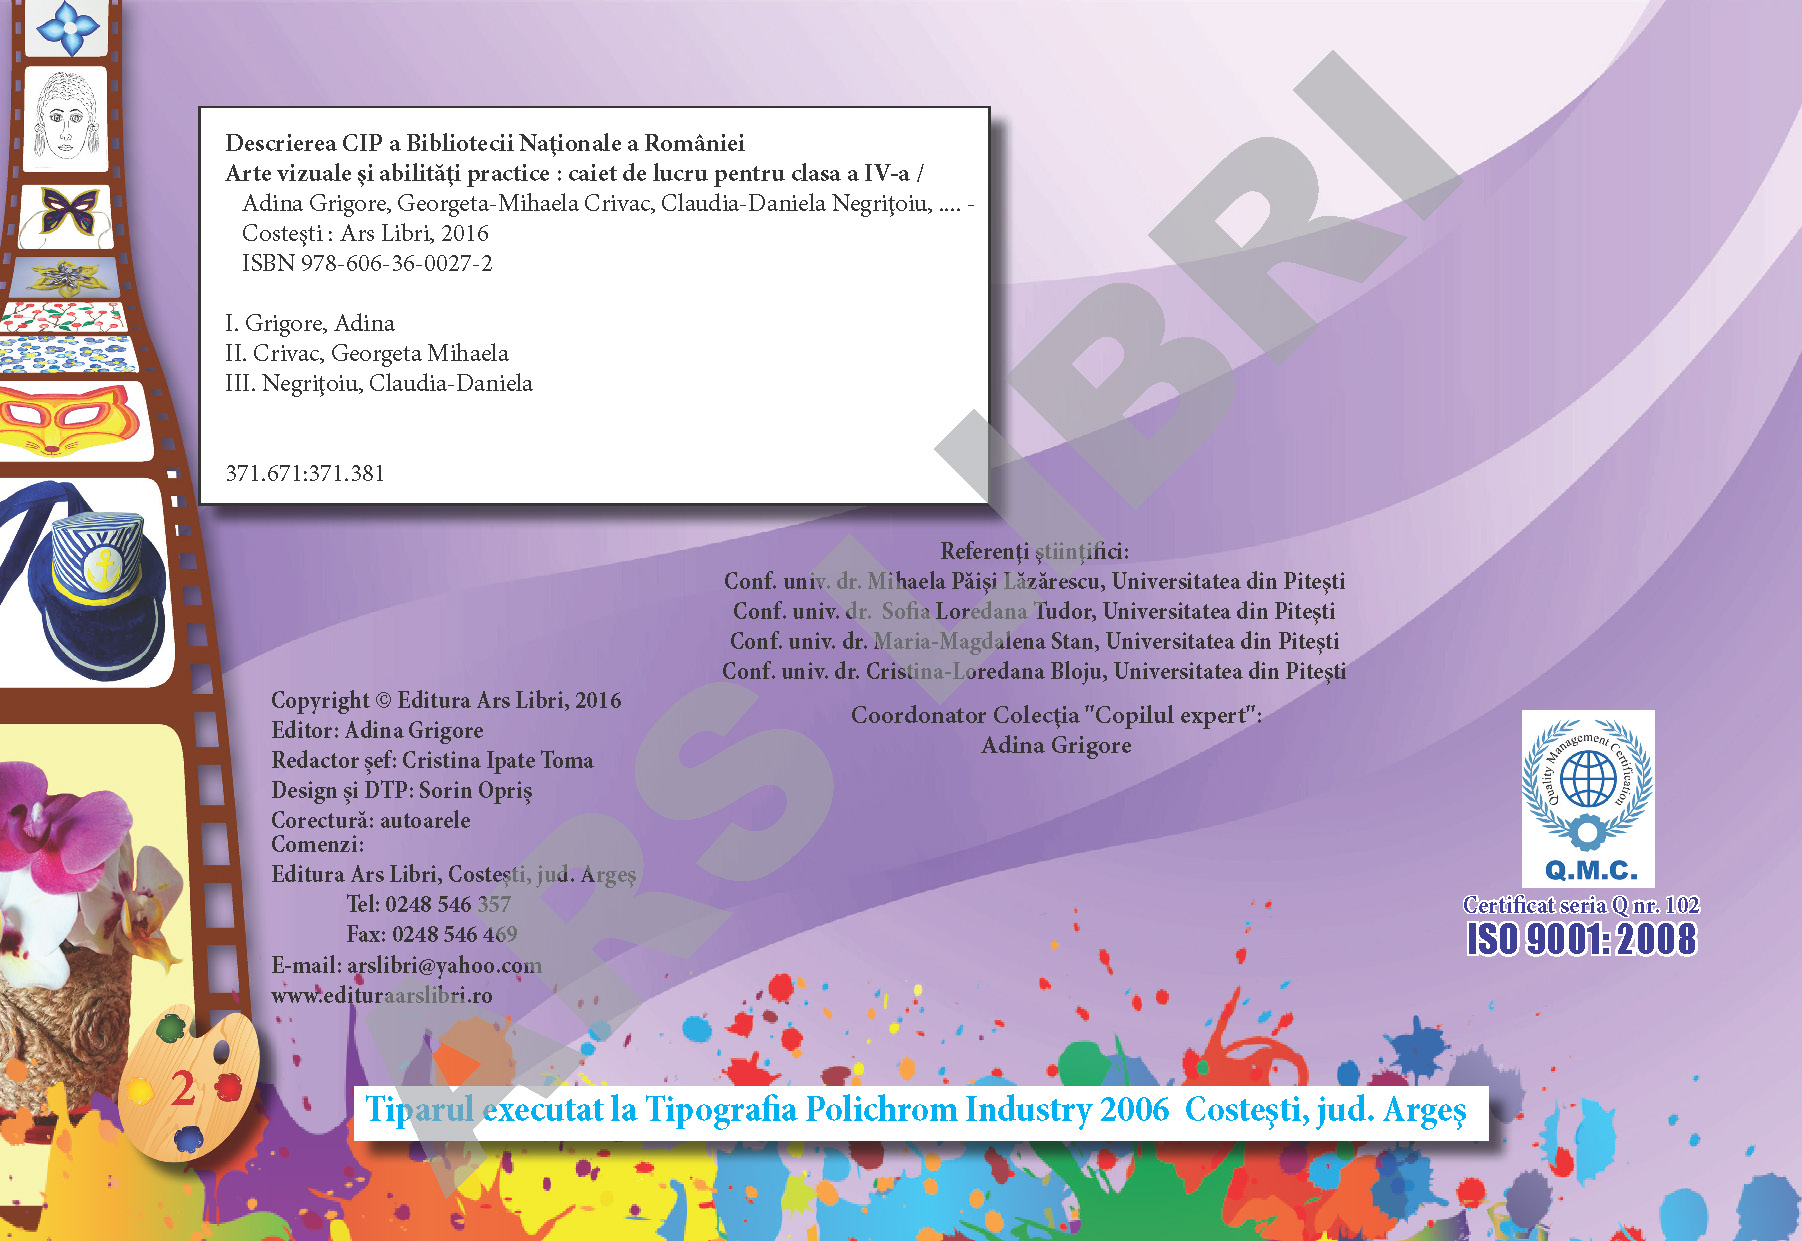 Descrierea CIP a Bibliotecii Naţionale a României
Arte vizuale şi abilităţi practice : caiet de lucru pentru clasa a IV-a /
Adina Grigore, Georgeta-Mihaela Crivac, Claudia-Daniela Negriţoiu, .... -
Costeşti : Ars Libri, 2016
ISBN 978-606-36-0027-2
I. Grigore, Adina
II. Crivac, Georgeta Mihaela
III. Negriţoiu, Claudia-Daniela
371.671:371.381
Referenţi ştiinţifici:
Conf. univ. dr. Mihaela Păişi Lăzărescu, Universitatea din Piteşti
Conf. univ. dr. Sofia Loredana Tudor, Universitatea din Piteşti
Conf. univ. dr. Maria-Magdalena Stan, Universitatea din Piteşti
Conf. univ. dr. Cristina-Loredana Bloju, Universitatea din Piteşti
Coordonator Colecţia "Copilul expert":
Adina Grigore
Copyright © Editura Ars Libri, 2016
Editor: Adina Grigore
Redactor șef: Cristina Ipate Toma
Design și DTP: Sorin Opriş
Corectură: autoarele
Comenzi:
Editura Ars Libri, Costeşti, jud. Argeş
Tel: 0248 546 357
Fax: 0248 546 469
E-mail: arslibri@yahoo.com
www.edituraarslibri.ro
Quality Management Certification
Q.M.C.
Certificat seria Q nr. 102
ISO 9001: 2008
IV
2
Tiparul executat la Tipografia Polichrom Industry 2006 Costeşti, jud. Argeş
ARS LIBRI